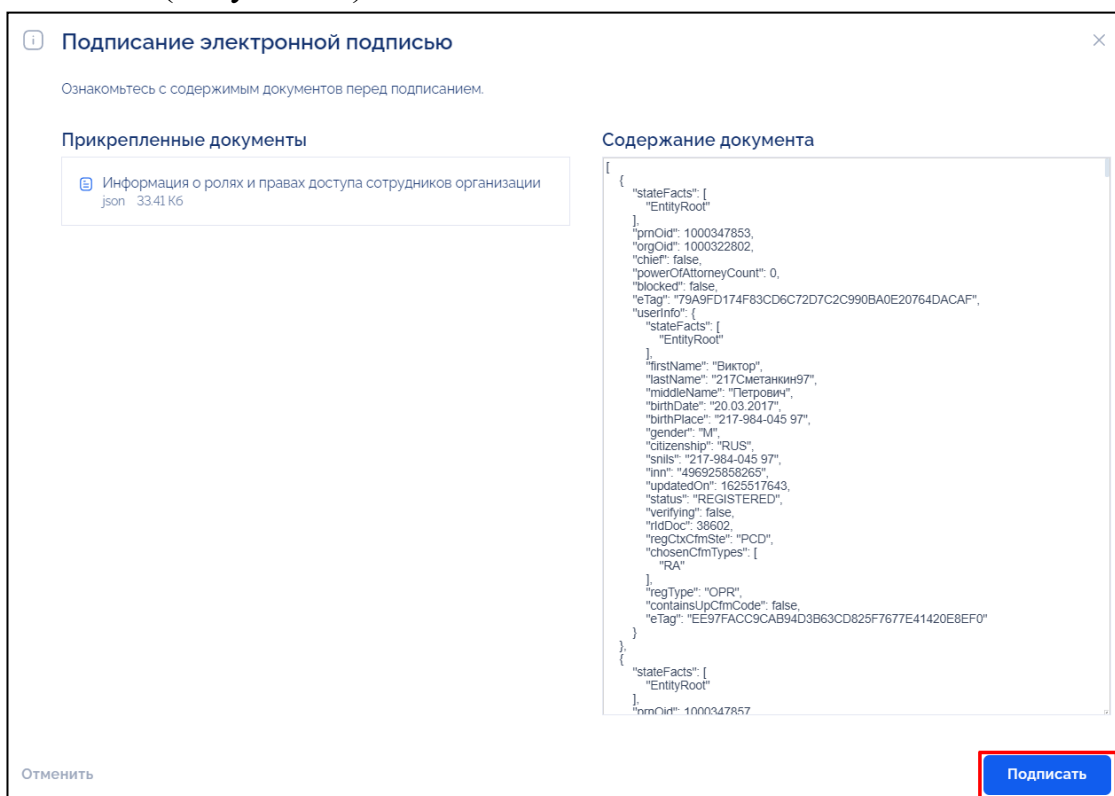 Подписание электронной подписью
Ознакомьтесь с содержимым документов перед подписанием.
Прикрепленные документы
Информация о ролях и правах доступа сотрудников организации
json 33.41 Кб
Содержание документа
[
{
"stateFacts": [
"EntityRoot"
],
"prnOid": 1000347853,
"orgOid": 1000322802,
"chief": false,
"powerOfAttorneyCount": 0,
"blocked": false,
"eTag": "79A9FD174F83CD6C72D7C2C990BA0E20764DACAF",
"userInfo": {
"stateFacts": [
"EntityRoot"
],
"firstName": "Виктор",
"lastName": "217Сметанкин97",
"middleName": "Петрович",
"birthDate": "20.03.2017",
"birthPlace": "217-984-045 97",
"gender": "M",
"citizenship": "RUS",
"snils": "217-984-045 97",
"inn": "496925858265",
"updatedOn": 1625517643,
"status": "REGISTERED",
"verifying": false,
"rIdDoc": 38602,
"regCtxCfmSte": "PCD",
"chosenCfmTypes": [
"RA"
],
"regType": "OPR",
"containsUpCfmCode": false,
"eTag": "EE97FACC9CAB94D3B63CD825F7677E41420E8EF0"
}
},
{
"stateFacts": [
"EntityRoot"
],
"prnOid": 1000347857
Отменить
Подписать